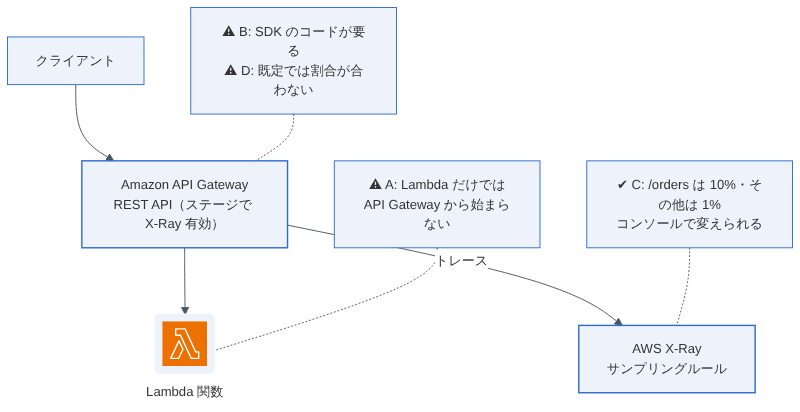 ⚠ B: SDK のコードが要
る
⚠ D: 既定では割合が合
わない
クライアント
Amazon API Gateway
REST API（ステージで
X-Ray 有効）
⚠ A: Lambda だけでは
API Gateway から始まら
ない
✔ C: /orders は 10%・そ
の他は 1%
コンソールで変えられる
トレース
AWS X-Ray
サンプリングルール
Lambda 関数